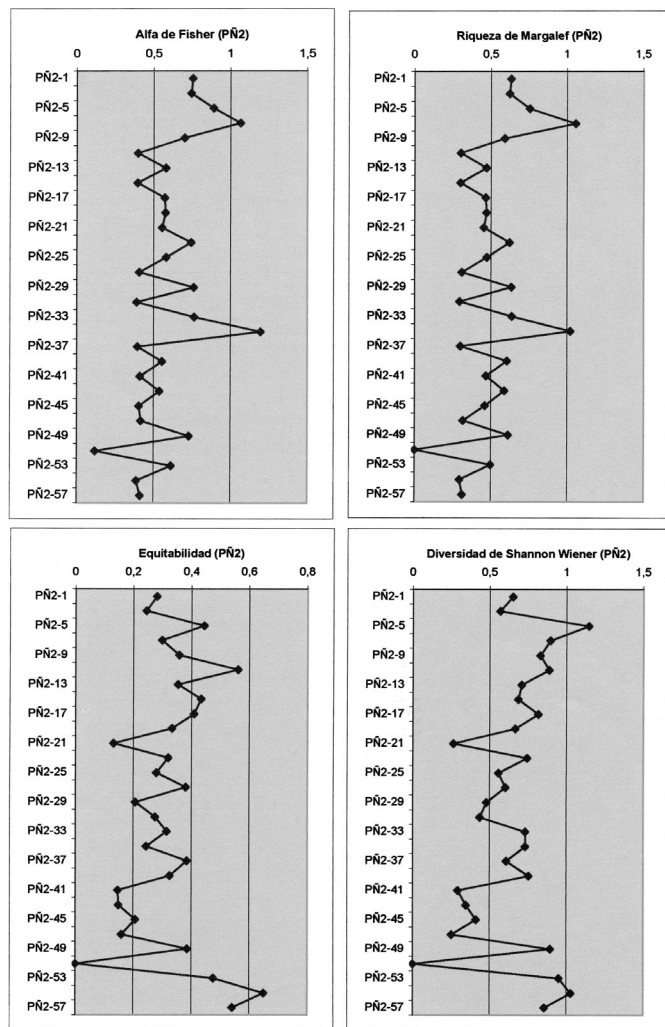 Alfa de Fisher (PÑ2)
0 0,5 1 1,5
PÑ2-1
PÑ2-5
PÑ2-9
PÑ2-13
PÑ2-17
PÑ2-21
PÑ2-25
PÑ2-29
PÑ2-33
PÑ2-37
PÑ2-41
PÑ2-45
PÑ2-49
PÑ2-53
PÑ2-57
Riqueza de Margalef (PÑ2)
0 0,5 1 1,5
PÑ2-1
PÑ2-5
PÑ2-9
PÑ2-13
PÑ2-17
PÑ2-21
PÑ2-25
PÑ2-29
PÑ2-33
PÑ2-37
PÑ2-41
PÑ2-45
PÑ2-49
PÑ2-53
PÑ2-57
Equitabilidad (PÑ2)
0 0,2 0,4 0,6 0,8
PÑ2-1
PÑ2-5
PÑ2-9
PÑ2-13
PÑ2-17
PÑ2-21
PÑ2-25
PÑ2-29
PÑ2-33
PÑ2-37
PÑ2-41
PÑ2-45
PÑ2-49
PÑ2-53
PÑ2-57
Diversidad de Shannon Wiener (PÑ2)
0 0,5 1 1,5
PÑ2-1
PÑ2-5
PÑ2-9
PÑ2-13
PÑ2-17
PÑ2-21
PÑ2-25
PÑ2-29
PÑ2-33
PÑ2-37
PÑ2-41
PÑ2-45
PÑ2-49
PÑ2-53
PÑ2-57